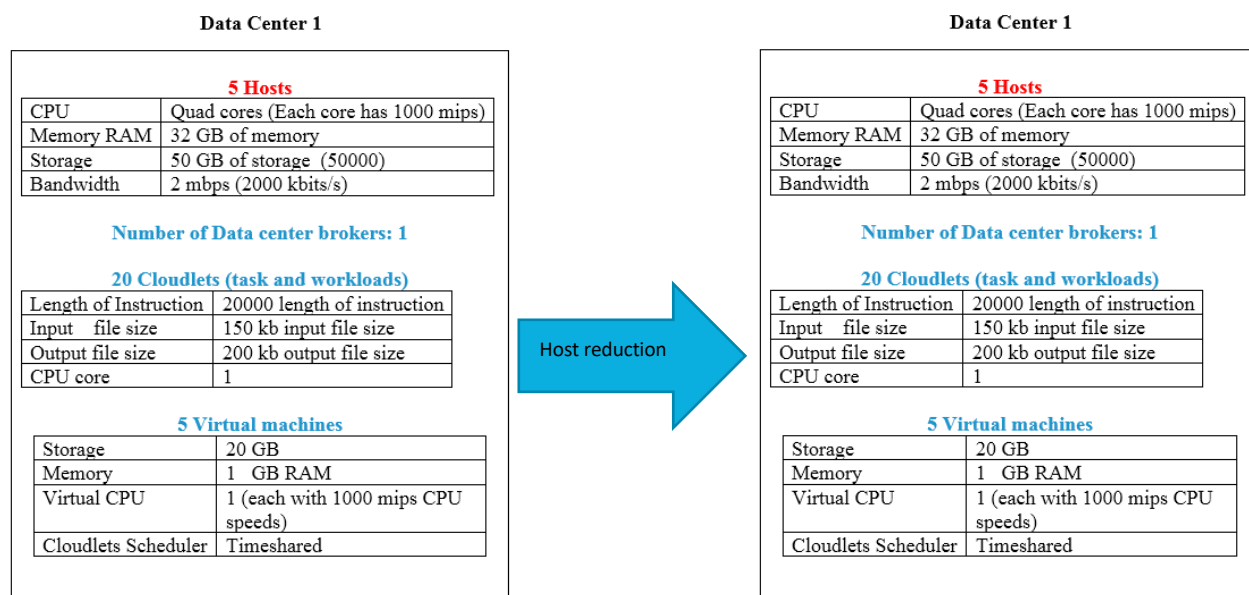 Data Center 1
5 Hosts
CPU Quad cores (Each core has 1000 mips)
Memory RAM 32 GB of memory
Storage 50 GB of storage (50000)
Bandwidth 2 mbps (2000 kbits/s)
Number of Data center brokers: 1
20 Cloudlets (task and workloads)
Length of Instruction 20000 length of instruction
Input file size 150 kb input file size
Output file size 200 kb output file size
CPU core 1
5 Virtual machines
Storage 20 GB
Memory 1 GB RAM
Virtual CPU 1 (each with 1000 mips CPU
speeds)
Cloudlets Scheduler Timeshared
Host reduction
Data Center 1
5 Hosts
CPU Quad cores (Each core has 1000 mips)
Memory RAM 32 GB of memory
Storage 50 GB of storage (50000)
Bandwidth 2 mbps (2000 kbits/s)
Number of Data center brokers: 1
20 Cloudlets (task and workloads)
Length of Instruction 20000 length of instruction
Input file size 150 kb input file size
Output file size 200 kb output file size
CPU core 1
5 Virtual machines
Storage 20 GB
Memory 1 GB RAM
Virtual CPU 1 (each with 1000 mips CPU
speeds)
Cloudlets Scheduler Timeshared